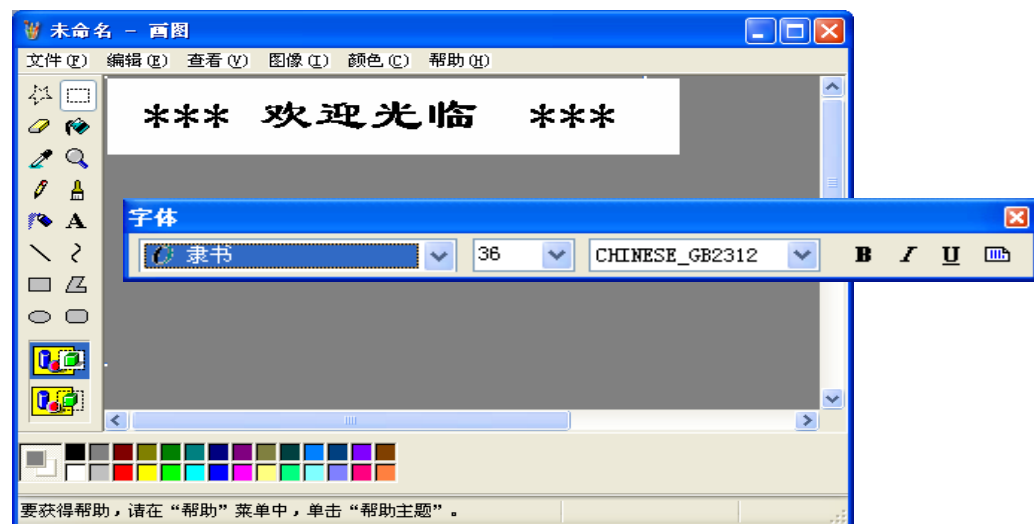 未命名 - 画图
文件(F) 编辑(E) 查看(V) 图像(I) 颜色(C) 帮助(H)
*** 欢迎光临 ***
A
字体
隶书 36 CHINESE_GB2312 B I U
要获得帮助，请在“帮助”菜单中，单击“帮助主题”。